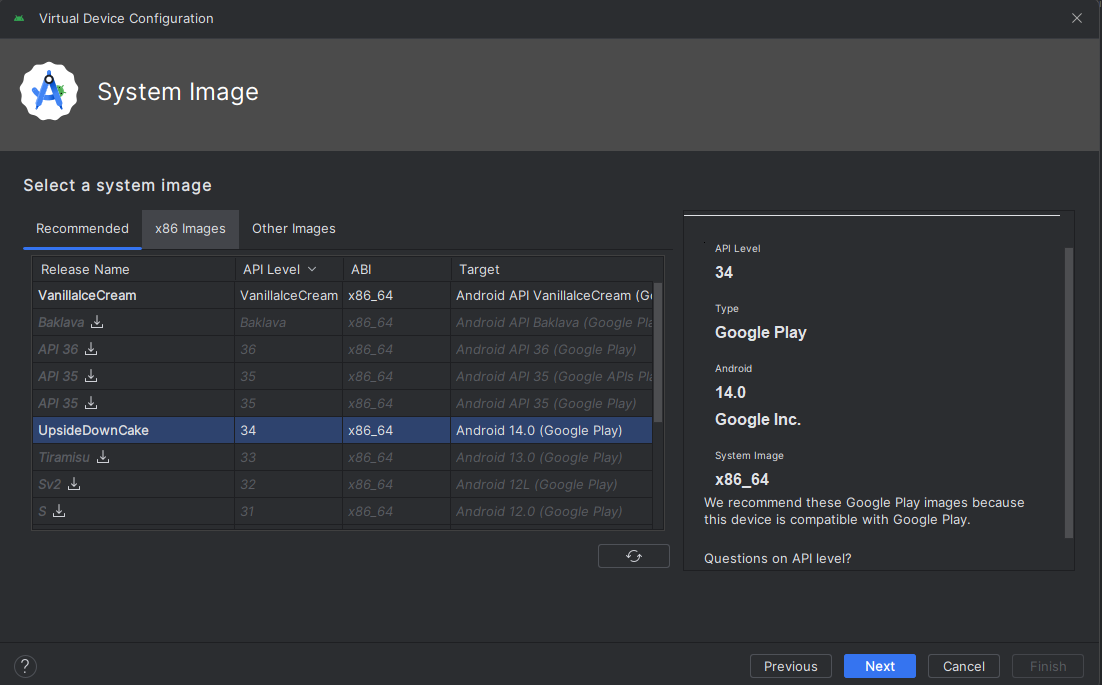 Virtual Device Configuration
System Image
Select a system image
Recommended x86 Images Other Images
Release Name API Level ABI Target
VanillaIceCream VanillaIceCream x86_64 Android API VanillaIceCream (Go
Baklava Baklava x86_64 Android API Baklava (Google Pla
API 36 36 x86_64 Android API 36 (Google Play)
API 35 35 x86_64 Android API 35 (Google APIs Pla
API 35 35 x86_64 Android API 35 (Google Play)
UpsideDownCake 34 x86_64 Android 14.0 (Google Play)
Tiramisu 33 x86_64 Android 13.0 (Google Play)
Sv2 32 x86_64 Android 12L (Google Play)
S 31 x86_64 Android 12.0 (Google Play)
API Level
34
Type
Google Play
Android
14.0
Google Inc.
System Image
x86_64
We recommend these Google Play images because
this device is compatible with Google Play.
Questions on API level?
? Previous Next Cancel Finish